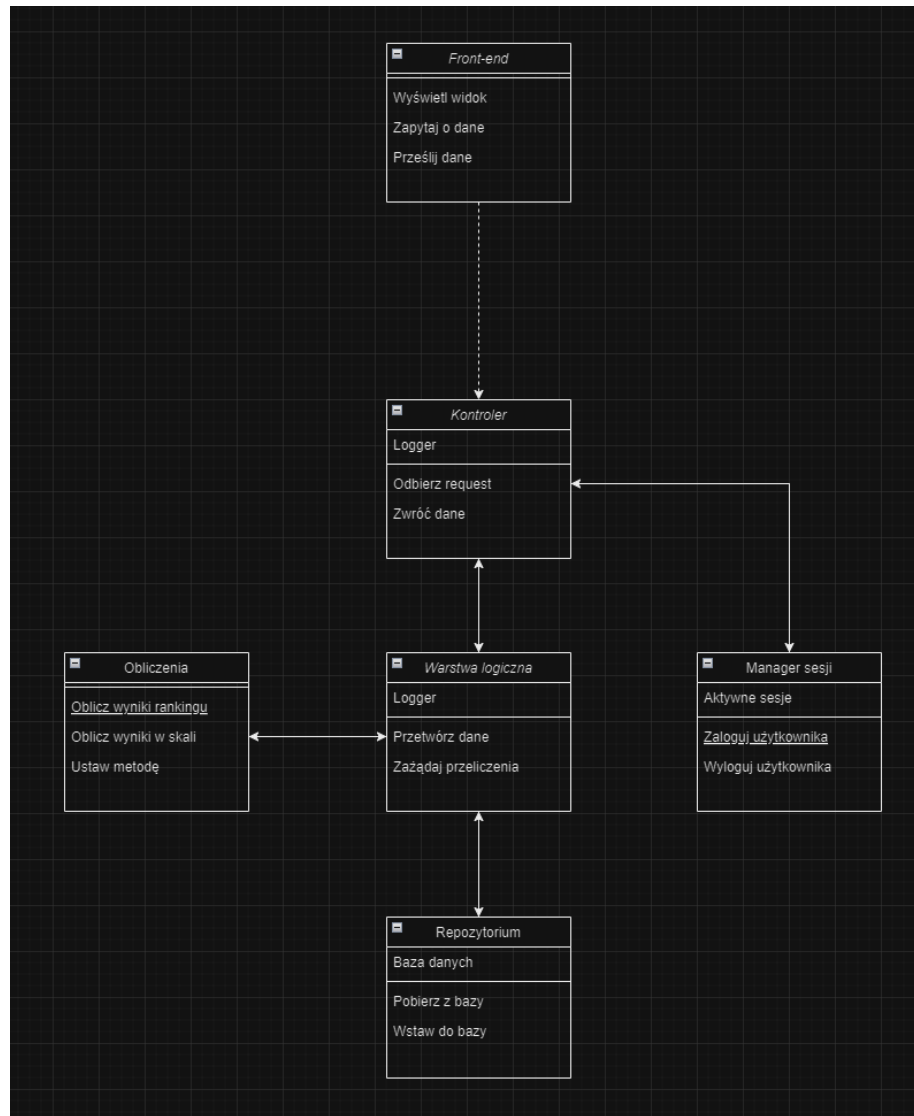 Front-end
Wyświetl widok
Zapytaj o dane
Prześlij dane
Kontroler
Logger
Odbierz request
Zwróć dane
Obliczenia
Oblicz wyniki rankingu
Oblicz wyniki w skali
Ustaw metodę
Warstwa logiczna
Logger
Przetwórz dane
Zażądaj przeliczenia
Manager sesji
Aktywne sesje
Zaloguj użytkownika
Wyloguj użytkownika
Repozytorium
Baza danych
Pobierz z bazy
Wstaw do bazy